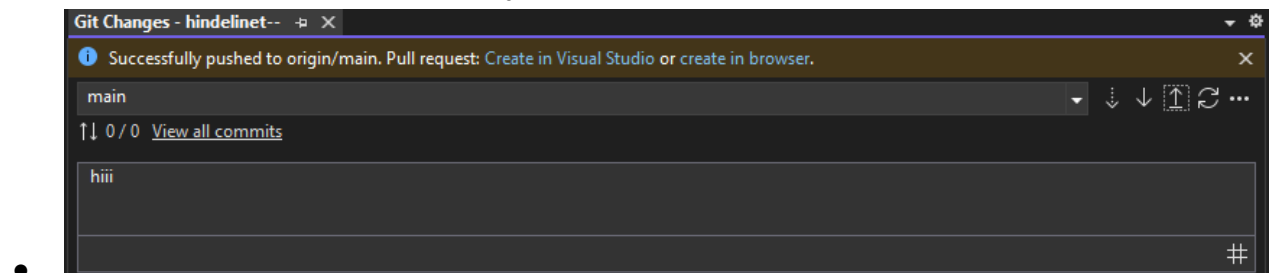 Git Changes - hindelinet--
Successfully pushed to origin/main. Pull request: Create in Visual Studio or create in browser.
main
0 / 0 View all commits
hiii